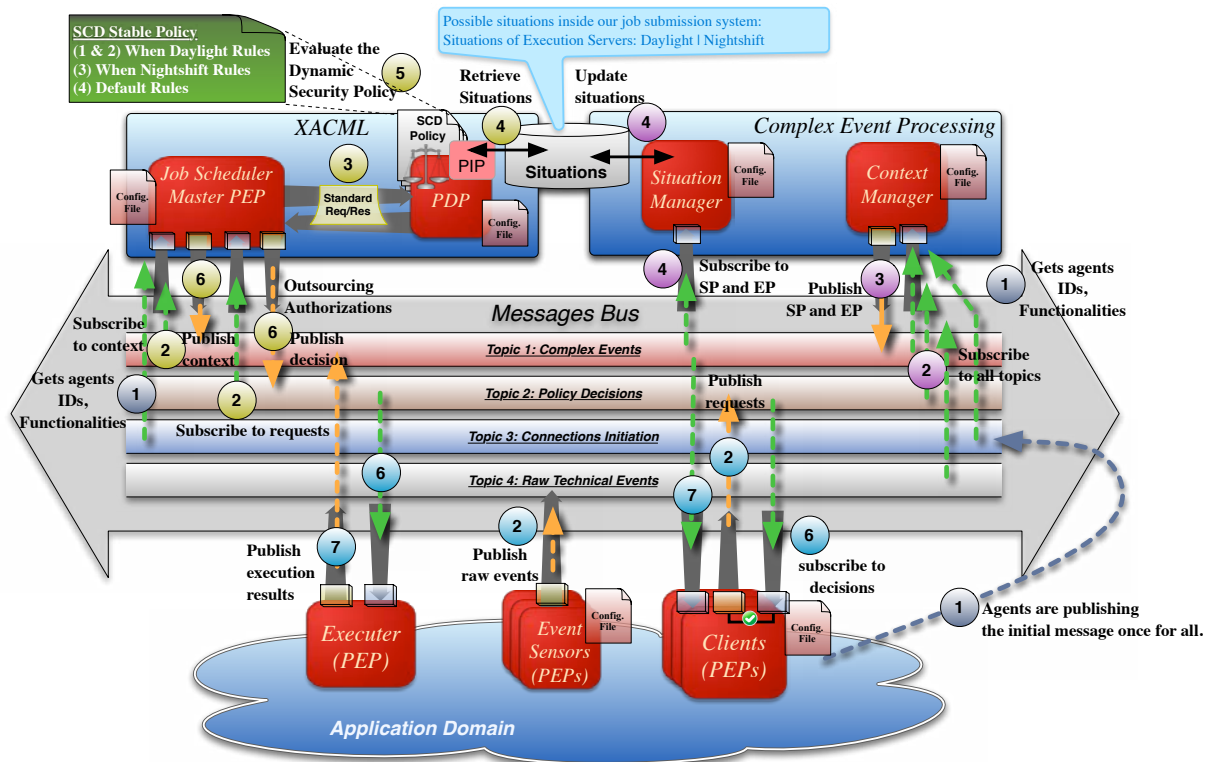 SCD Stable Policy
(1 & 2) When Daylight Rules
(3) When Nightshift Rules
(4) Default Rules
Evaluate the
Dynamic
Security Policy
5
Possible situations inside our job submission system:
Situations of Execution Servers: Daylight | Nightshift
Retrieve
Situations
Update
situations
4
4
XACML
SCD
Policy
PIP
PDP
Config.
File
Situations
Complex Event Processing
Job Scheduler
Master PEP
Config.
File
3
Standard
Req/Res
Situation
Manager
Config.
File
Context
Manager
Config.
File
6
Outsourcing
Authorizations
4
Subscribe to
SP and EP
3
Publish
SP and EP
1
Gets agents
IDs,
Functionalities
Messages Bus
Subscribe
to context
2
Publish
context
6
Publish
decision
Topic 1: Complex Events
2
Subscribe
to all topics
Gets agents
IDs,
Functionalities
1
2
Topic 2: Policy Decisions
Publish
requests
Subscribe to requests
Topic 3: Connections Initiation
2
6
Topic 4: Raw Technical Events
7
7
Publish
execution
results
2
Publish
raw events
6
subscribe to
decisions
Executer
(PEP)
Event
Sensors
(PEPs)
Config.
File
Clients
(PEPs)
Config.
File
1
Agents are publishing
the initial message once for all.
Application Domain